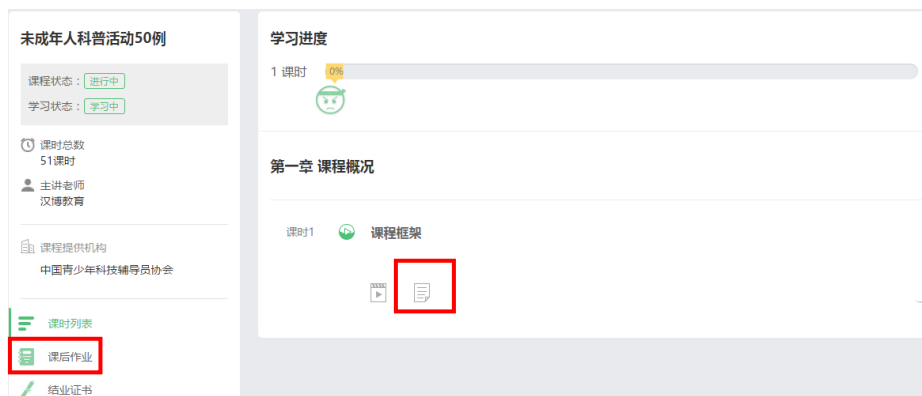 未成年人科普活动50例
课程状态：进行中
学习状态：学习中
课时总数
51课时
主讲老师
汉博教育
课程提供机构
中国青少年科技辅导员协会
课时列表
课后作业
结业证书
学习进度
1 课时 0%
第一章 课程概况
课时1 课程框架